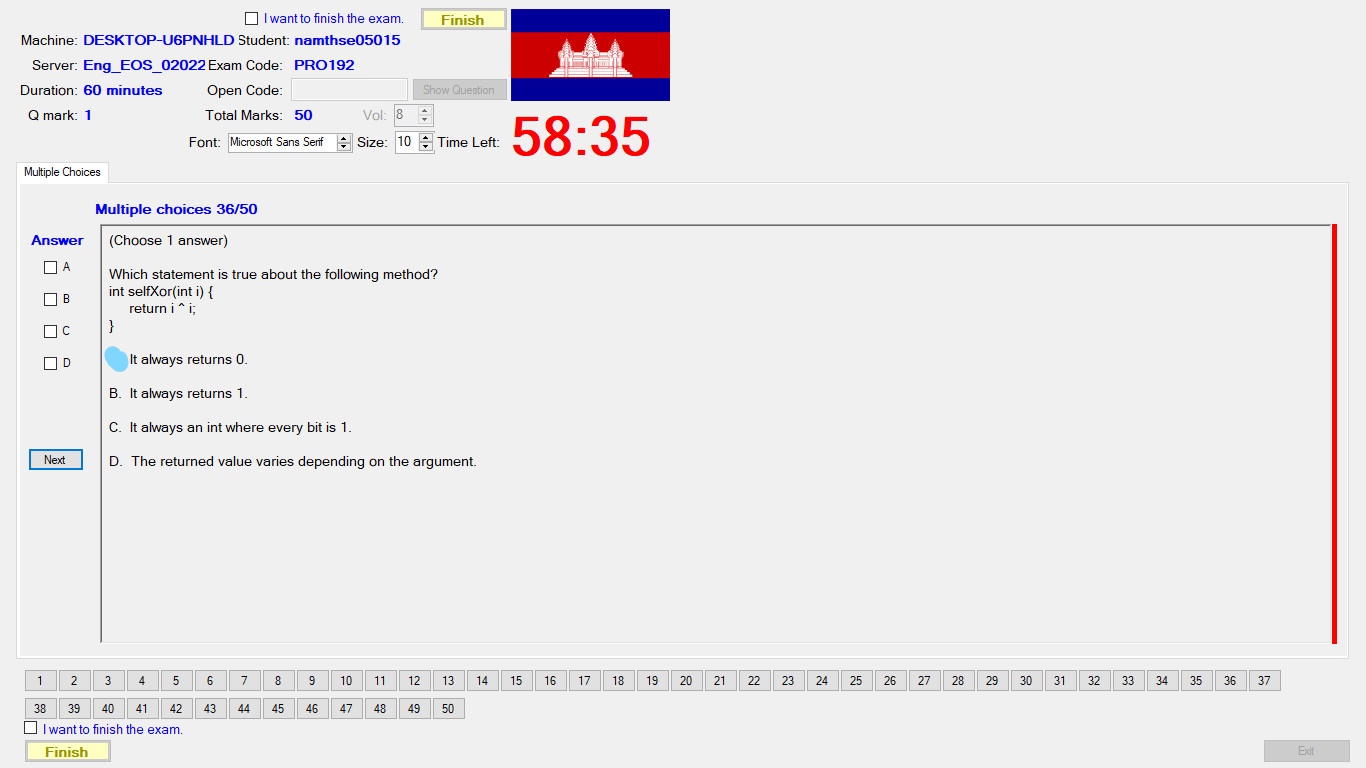 I want to finish the exam.
Finish
Machine: DESKTOP-U6PNHLD Student: namthse05015
Server: Eng_EOS_02022 Exam Code: PRO192
Duration: 60 minutes Open Code: Show Question
Q mark: 1 Total Marks: 50 Vol: 8
Font: Microsoft Sans Serif Size: 10 Time Left: 58:35
Multiple Choices
Multiple choices 36/50
Answer
A
B
C
D
Next
(Choose 1 answer)
Which statement is true about the following method?
int selfXor(int i) {
return i ^ i;
}
It always returns 0.
B. It always returns 1.
C. It always an int where every bit is 1.
D. The returned value varies depending on the argument.
1 2 3 4 5 6 7 8 9 10 11 12 13 14 15 16 17 18 19 20 21 22 23 24 25 26 27 28 29 30 31 32 33 34 35 36 37
38 39 40 41 42 43 44 45 46 47 48 49 50
I want to finish the exam.
Finish
Exit